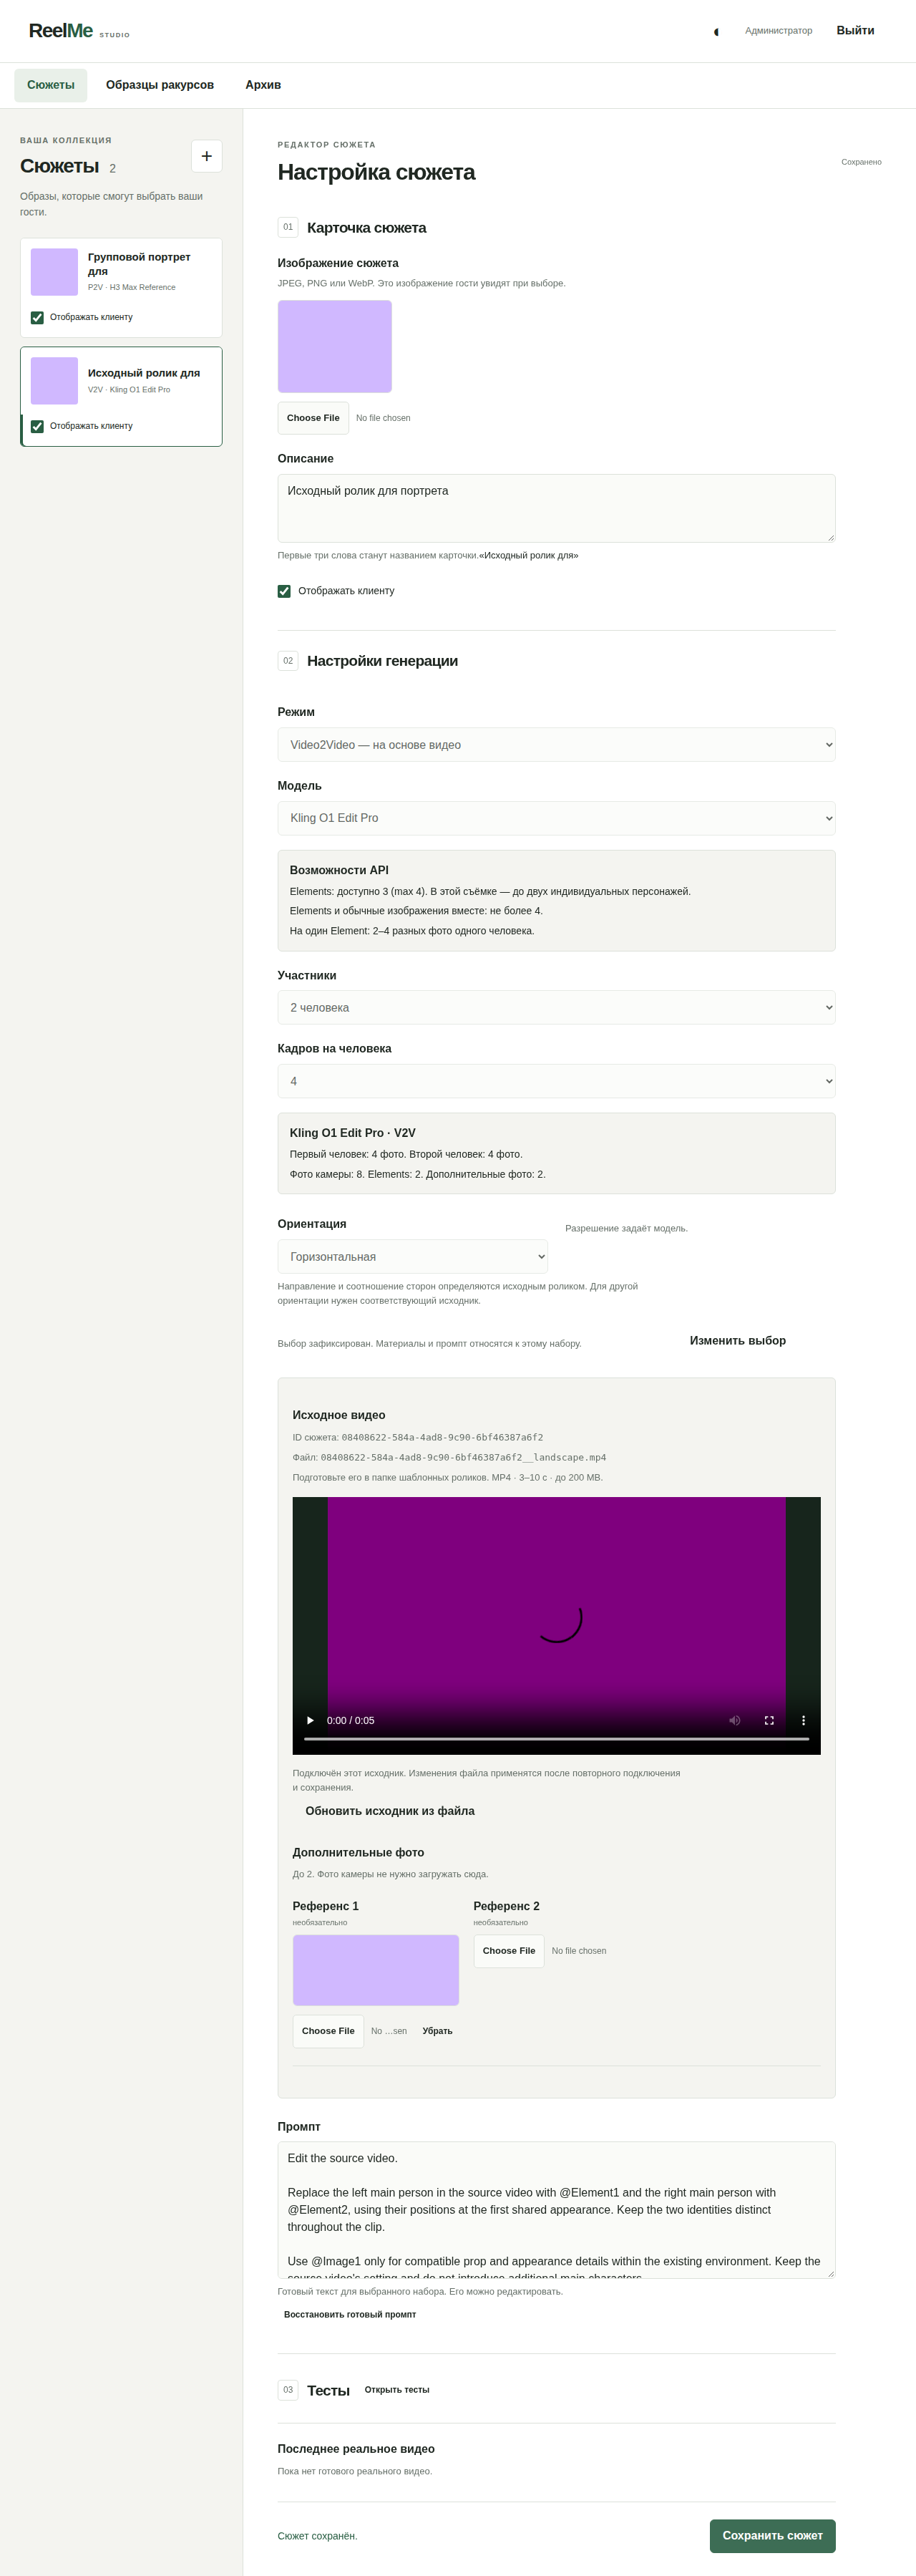 ReelMe STUDIO
Администратор
Выйти
Сюжеты
Образцы ракурсов
Архив
ВАША КОЛЛЕКЦИЯ
Сюжеты 2
+
Образы, которые смогут выбрать ваши
гости.
Групповой портрет
для
P2V · H3 Max Reference
Отображать клиенту
Исходный ролик для
V2V · Kling O1 Edit Pro
Отображать клиенту
РЕДАКТОР СЮЖЕТА
Настройка сюжета
Сохранено
01 Карточка сюжета
Изображение сюжета
JPEG, PNG или WebP. Это изображение гости увидят при выборе.
Choose File No file chosen
Описание
Исходный ролик для портрета
Первые три слова станут названием карточки.«Исходный ролик для»
Отображать клиенту
02 Настройки генерации
Режим
Video2Video — на основе видео
Модель
Kling O1 Edit Pro
Возможности API
Elements: доступно 3 (max 4). В этой съёмке — до двух индивидуальных персонажей.
Elements и обычные изображения вместе: не более 4.
На один Element: 2–4 разных фото одного человека.
Участники
2 человека
Кадров на человека
4
Kling O1 Edit Pro · V2V
Первый человек: 4 фото. Второй человек: 4 фото.
Фото камеры: 8. Elements: 2. Дополнительные фото: 2.
Ориентация
Разрешение задаёт модель.
Горизонтальная
Направление и соотношение сторон определяются исходным роликом. Для другой
ориентации нужен соответствующий исходник.
Выбор зафиксирован. Материалы и промпт относятся к этому набору.
Изменить выбор
Исходное видео
ID сюжета: 08408622-584a-4ad8-9c90-6bf46387a6f2
Файл: 08408622-584a-4ad8-9c90-6bf46387a6f2__landscape.mp4
Подготовьте его в папке шаблонных роликов. MP4 · 3–10 с · до 200 MB.
0:00 / 0:05
Подключён этот исходник. Изменения файла применятся после повторного подключения
и сохранения.
Обновить исходник из файла
Дополнительные фото
До 2. Фото камеры не нужно загружать сюда.
Референс 1
необязательно
Choose File No ...sen
Убрать
Референс 2
необязательно
Choose File No file chosen
Промпт
Edit the source video.
Replace the left main person in the source video with @Element1 and the right main person with
@Element2, using their positions at the first shared appearance. Keep the two identities distinct
throughout the clip.
Use @Image1 only for compatible prop and appearance details within the existing environment. Keep the
source video's setting and do not introduce additional main characters.
Готовый текст для выбранного набора. Его можно редактировать.
Восстановить готовый промпт
03 Тесты
Открыть тесты
Последнее реальное видео
Пока нет готового реального видео.
Сюжет сохранён.
Сохранить сюжет